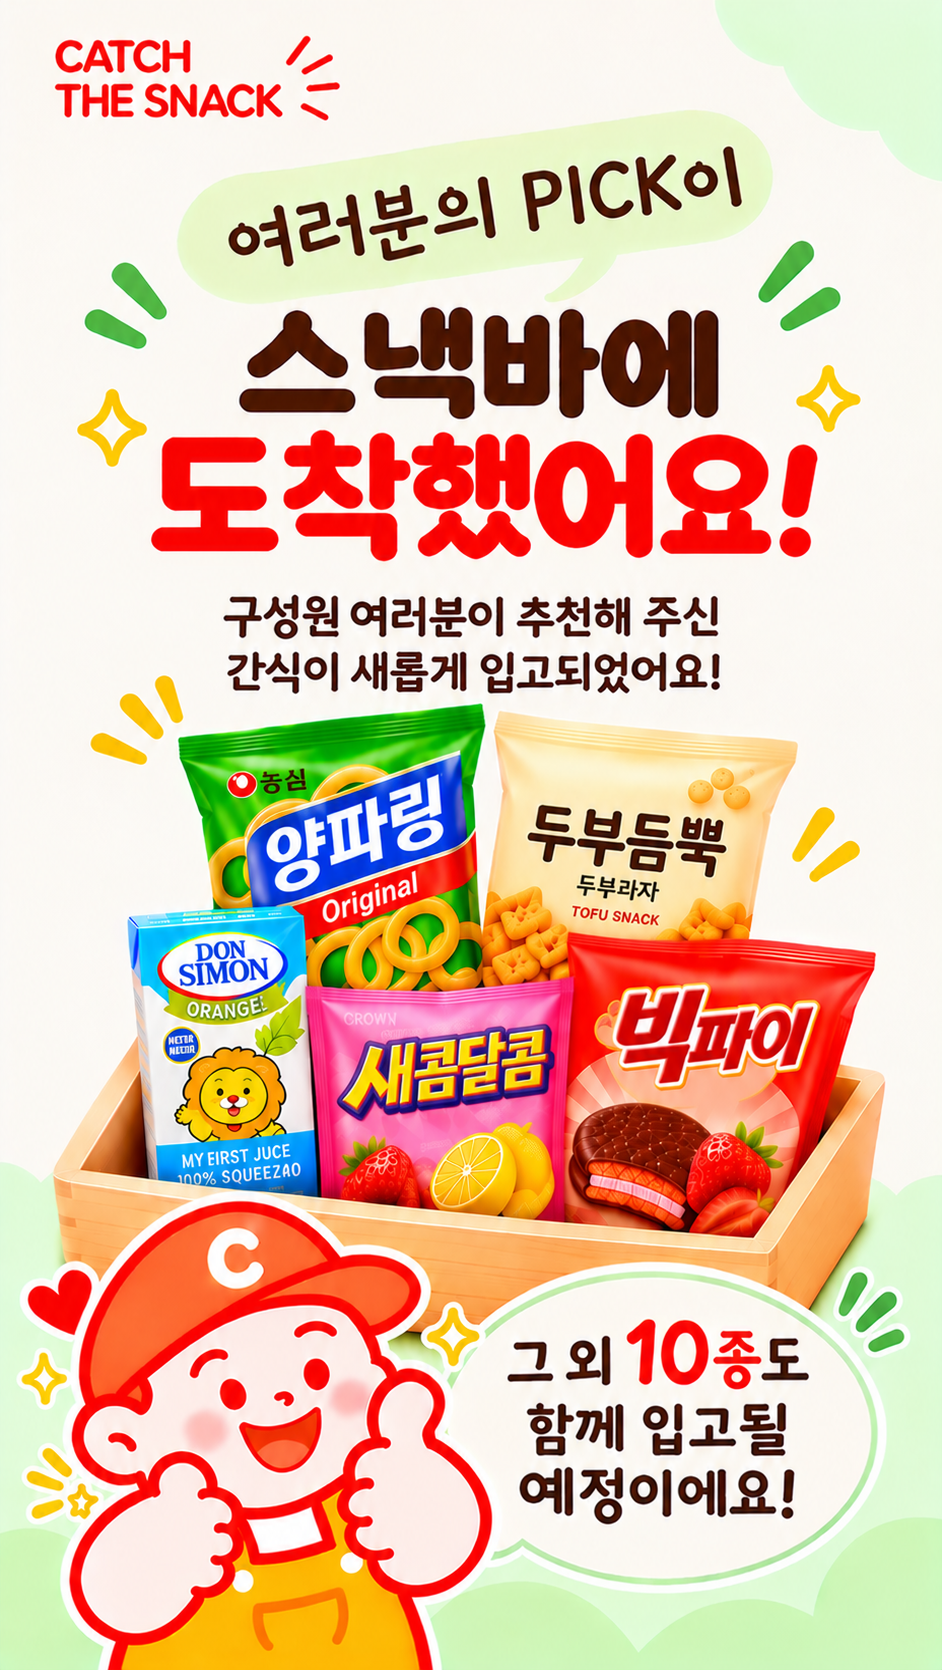 CATCH
THE SNACK
여러분의 PICK이
스낵바에
도착했어요!
구성원 여러분이 추천해 주신
간식이 새롭게 입고되었어요!
농심
양파링
Original
두부듬뿍
두부과자
TOFU SNACK
DON
SIMON
ORANGE!
MY FIRST JUCE
100% SQUEEZAO
CROWN
새콤달콤
빅파이
C
그 외 10종도
함께 입고될
예정이에요!